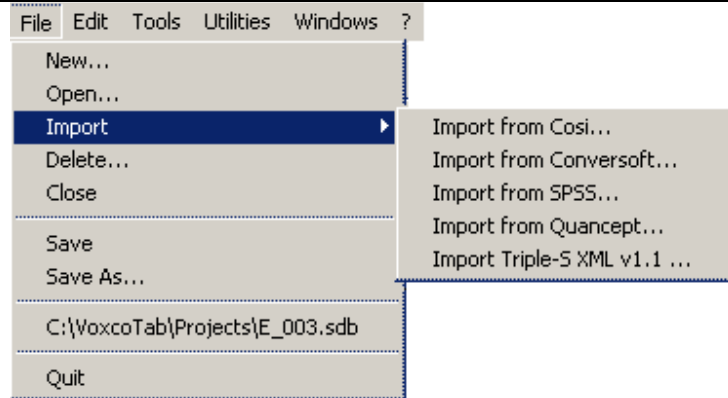 File Edit Tools Utilities Windows ?
New...
Open...
Import
Delete...
Close
Save
Save As...
C:\VoxcoTab\Projects\E_003.sdb
Quit
Import from Cosi...
Import from Conversoft...
Import from SPSS...
Import from Quancept...
Import Triple-S XML v1.1 ...